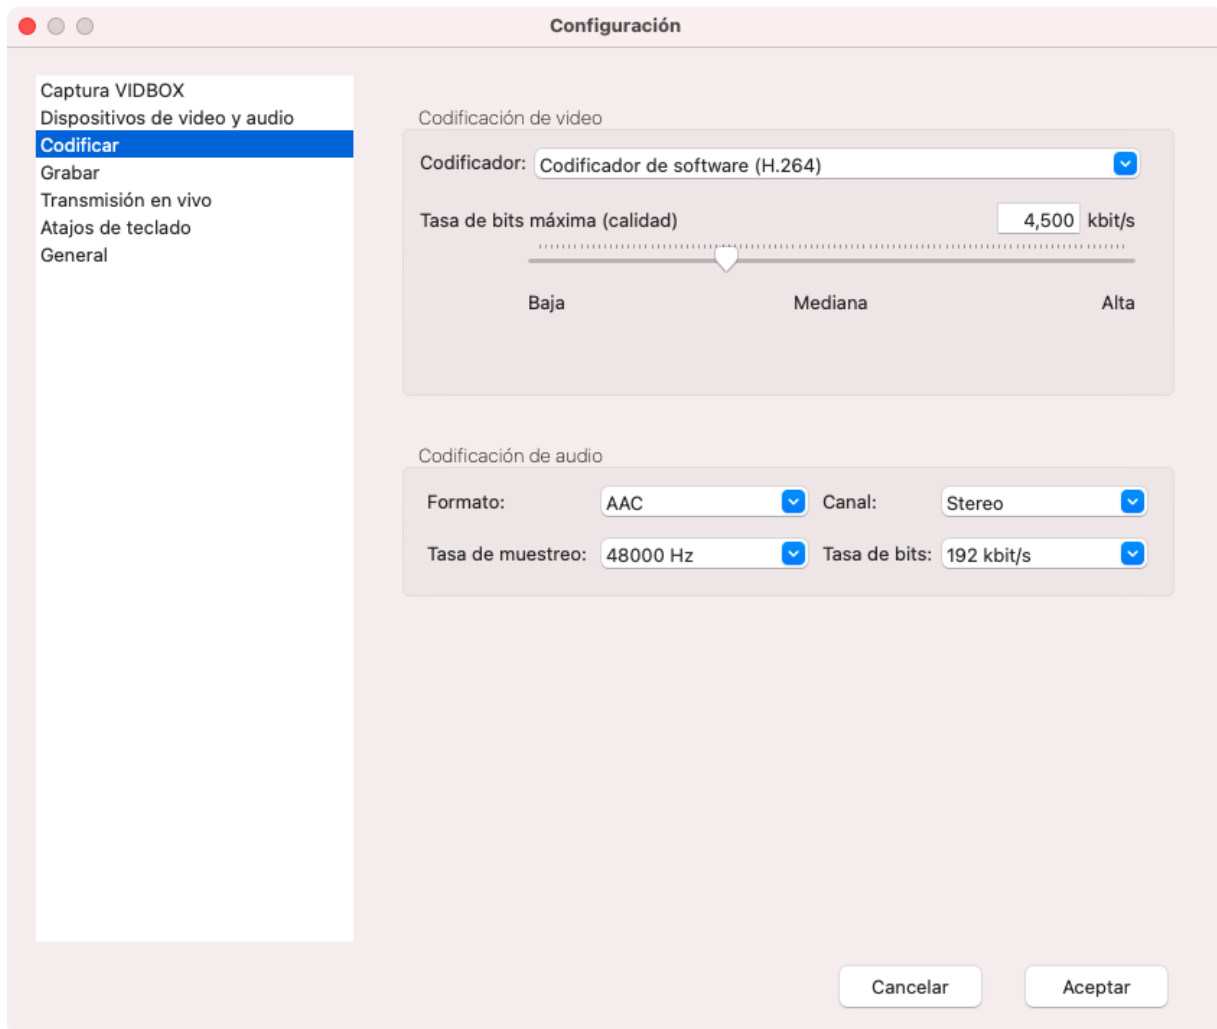 Configuración
Captura VIDBOX
Dispositivos de video y audio
Codificar
Grabar
Transmisión en vivo
Atajos de teclado
General
Codificación de video
Codificador: Codificador de software (H.264)
Tasa de bits máxima (calidad) 4,500 kbit/s
Baja Mediana Alta
Codificación de audio
Formato: AAC Canal: Stereo
Tasa de muestreo: 48000 Hz Tasa de bits: 192 kbit/s
Cancelar Aceptar